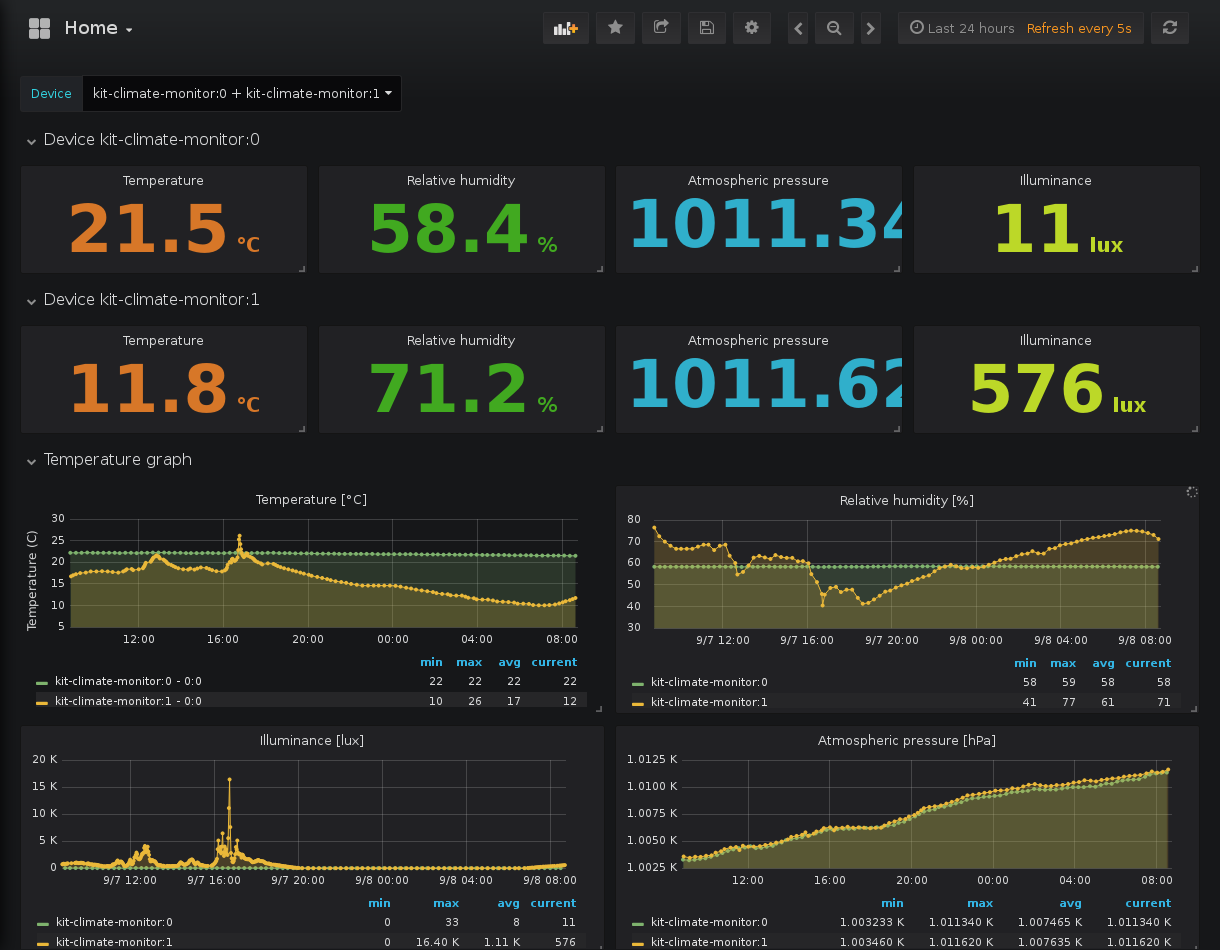 Home
Last 24 hours Refresh every 5s
Device kit-climate-monitor:0 + kit-climate-monitor:1
Device kit-climate-monitor:0
Temperature Relative humidity Atmospheric pressure Illuminance
21.5 °C 58.4 % 1011.34 11 lux
Device kit-climate-monitor:1
Temperature Relative humidity Atmospheric pressure Illuminance
11.8 °C 71.2 % 1011.62 576 lux
Temperature graph
Temperature [°C]
Temperature (C)
30
25
20
15
10
5
12:00 16:00 20:00 00:00 04:00 08:00
min max avg current
kit-climate-monitor:0 - 0:0 22 22 22 22
kit-climate-monitor:1 - 0:0 10 26 17 12
Relative humidity [%]
80
70
60
50
40
30
9/7 12:00 9/7 16:00 9/7 20:00 9/8 00:00 9/8 04:00 9/8 08:00
min max avg current
kit-climate-monitor:0 58 59 58 58
kit-climate-monitor:1 41 77 61 71
Illuminance [lux]
20 K
15 K
10 K
5 K
0
9/7 12:00 9/7 16:00 9/7 20:00 9/8 00:00 9/8 04:00 9/8 08:00
min max avg current
kit-climate-monitor:0 0 33 8 11
kit-climate-monitor:1 0 16.40 K 1.11 K 576
Atmospheric pressure [hPa]
1.0125 K
1.0100 K
1.0075 K
1.0050 K
1.0025 K
12:00 16:00 20:00 00:00 04:00 08:00
min max avg current
kit-climate-monitor:0 1.003233 K 1.011340 K 1.007465 K 1.011340 K
kit-climate-monitor:1 1.003460 K 1.011620 K 1.007635 K 1.011620 K